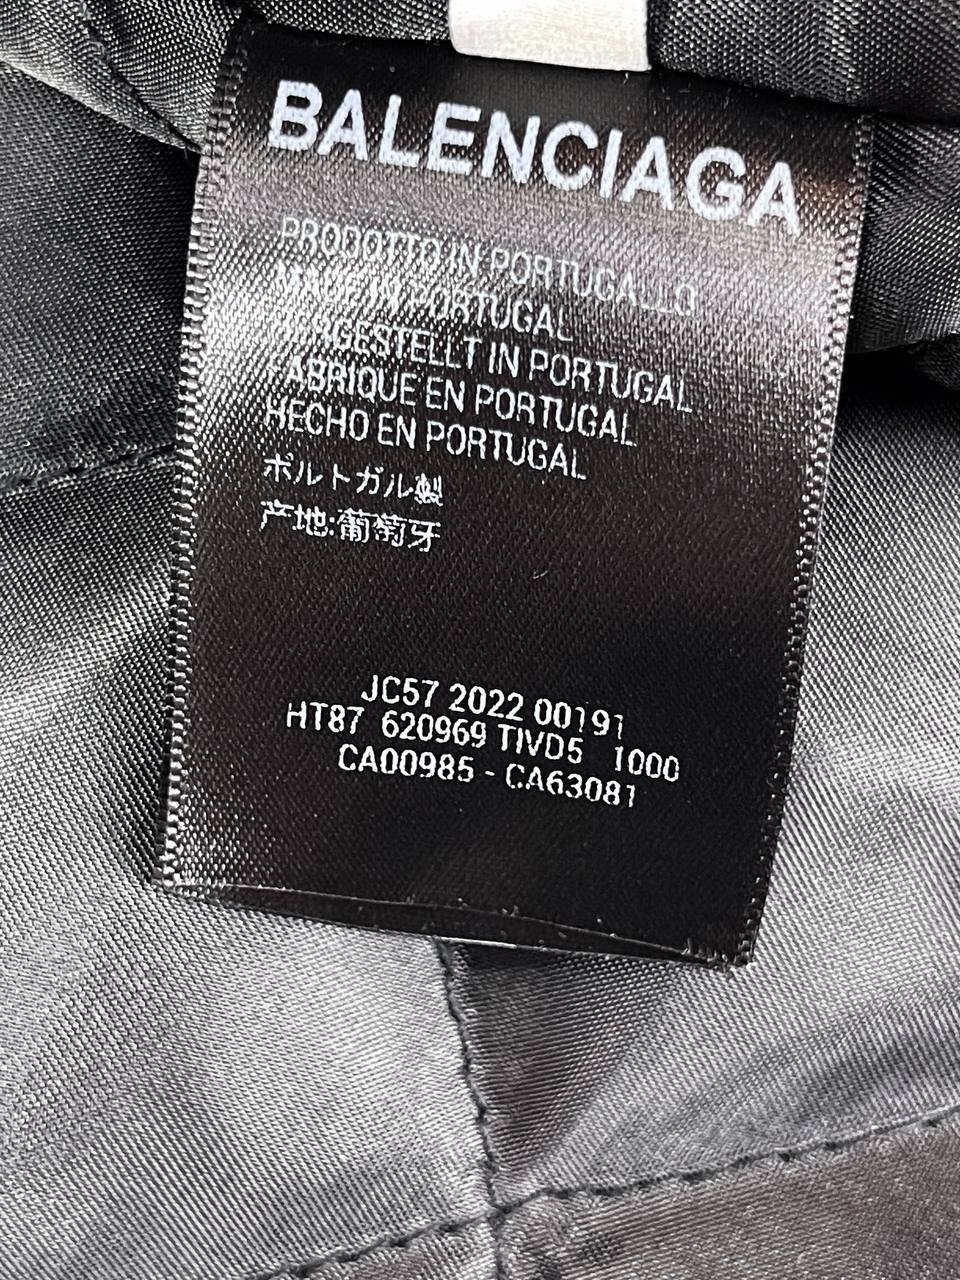 BALENCIAGA
PRODOTTO IN PORTUGALLO
MADE IN PORTUGAL
HERGESTELLT IN PORTUGAL
FABRIQUE EN PORTUGAL
HECHO EN PORTUGAL
ポルトガル製
产地:葡萄牙
JC57 2022 00191
HT87 620969 TIVD5 1000
CA00985 - CA63081